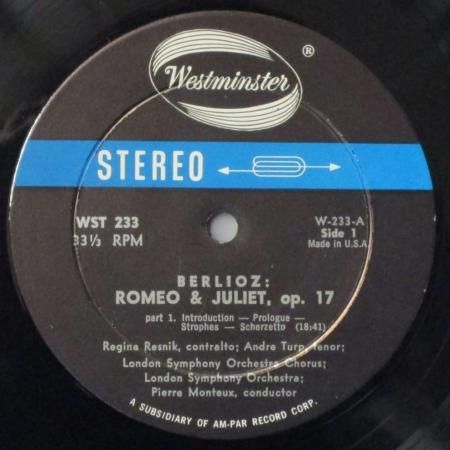 Westminster ®
STEREO
WST 233
33⅓ RPM
W-233-A
Side 1
Made in U.S.A.
BERLIOZ:
ROMEO & JULIET, op. 17
part 1. Introduction — Prologue —
Strophes — Scherzetto (18:41)
Regina Resnik, contralto; Andre Turp, tenor;
London Symphony Orchestra Chorus;
London Symphony Orchestra;
Pierre Monteux, conductor
A SUBSIDIARY OF AM-PAR RECORD CORP.